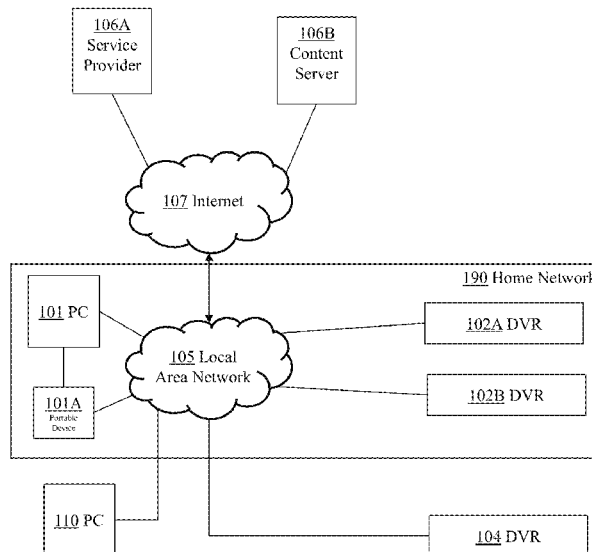 106A
Service
Provider
106B
Content
Server
107 Internet
190 Home Network
101 PC
105 Local
Area Network
102A DVR
101A
Portable
Device
102B DVR
110 PC
104 DVR